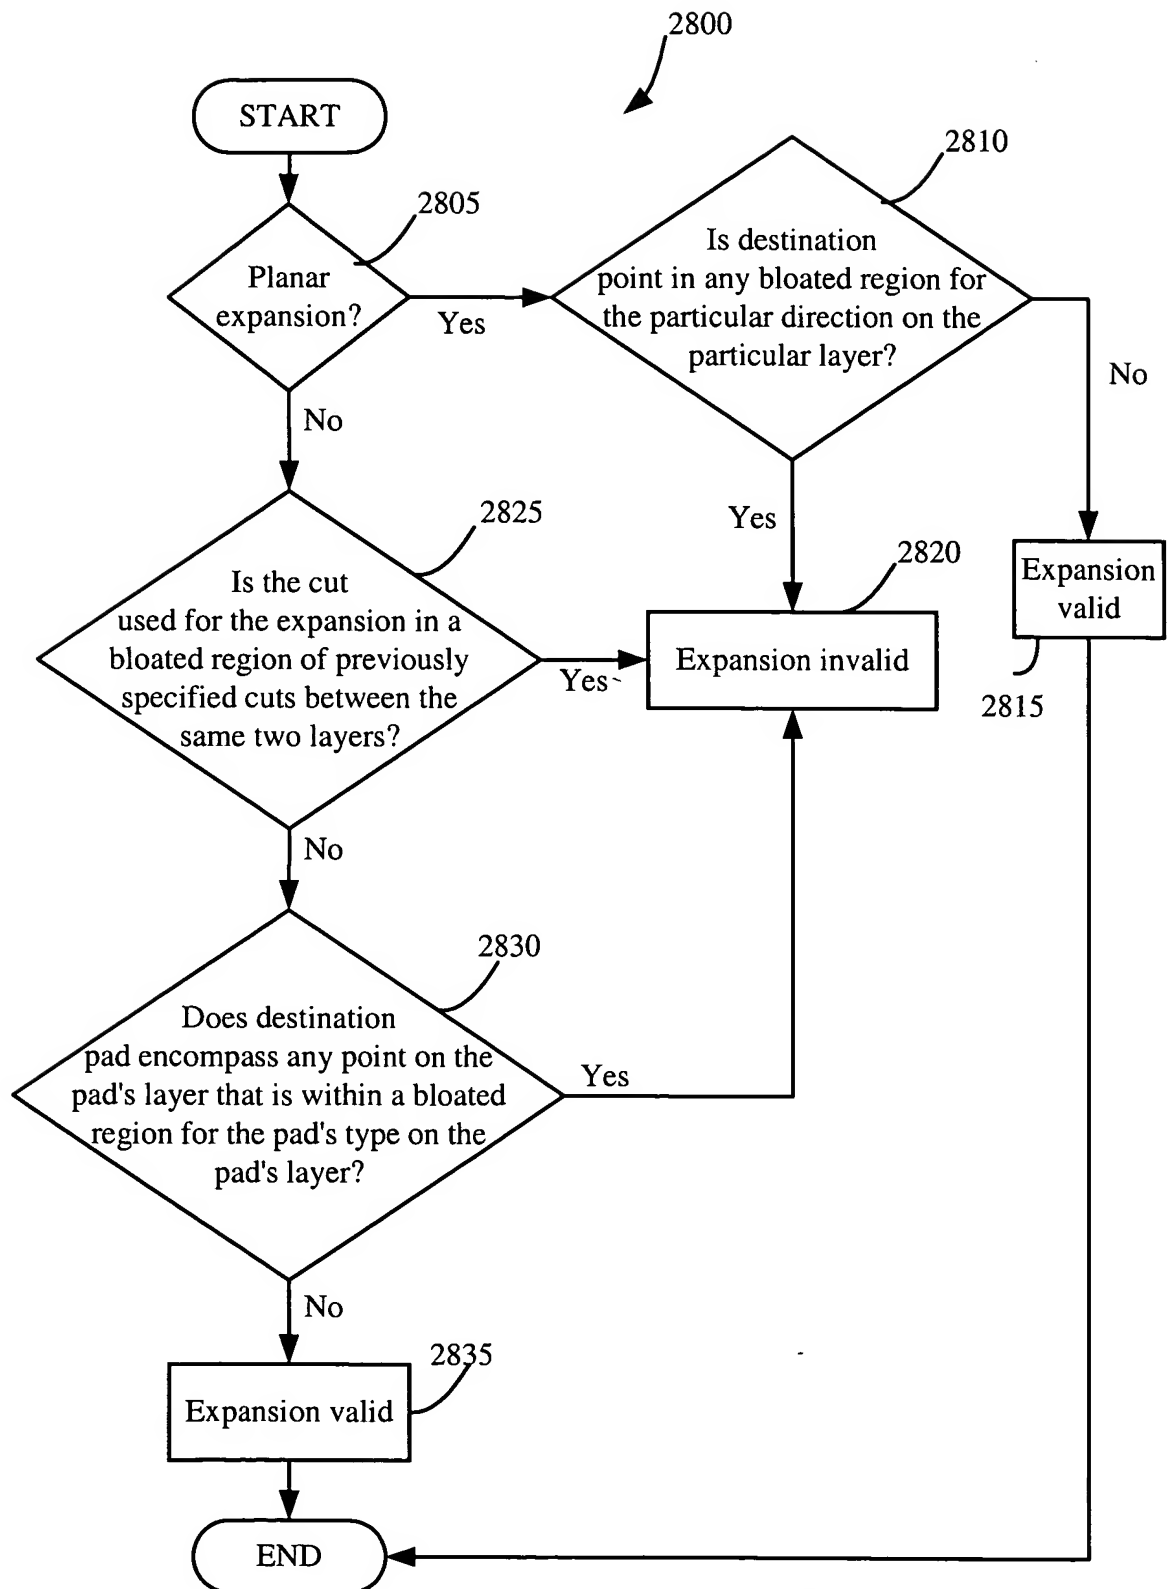 2800
START
2805
Planar
expansion?
Yes
No
2810
Is destination
point in any bloated region for
the particular direction on the
particular layer?
No
Yes
Expansion
valid
2815
2820
Expansion invalid
2825
Is the cut
used for the expansion in a
bloated region of previously
specified cuts between the
same two layers?
Yes
No
2830
Does destination
pad encompass any point on the
pad's layer that is within a bloated
region for the pad's type on the
pad's layer?
Yes
No
2835
Expansion valid
END